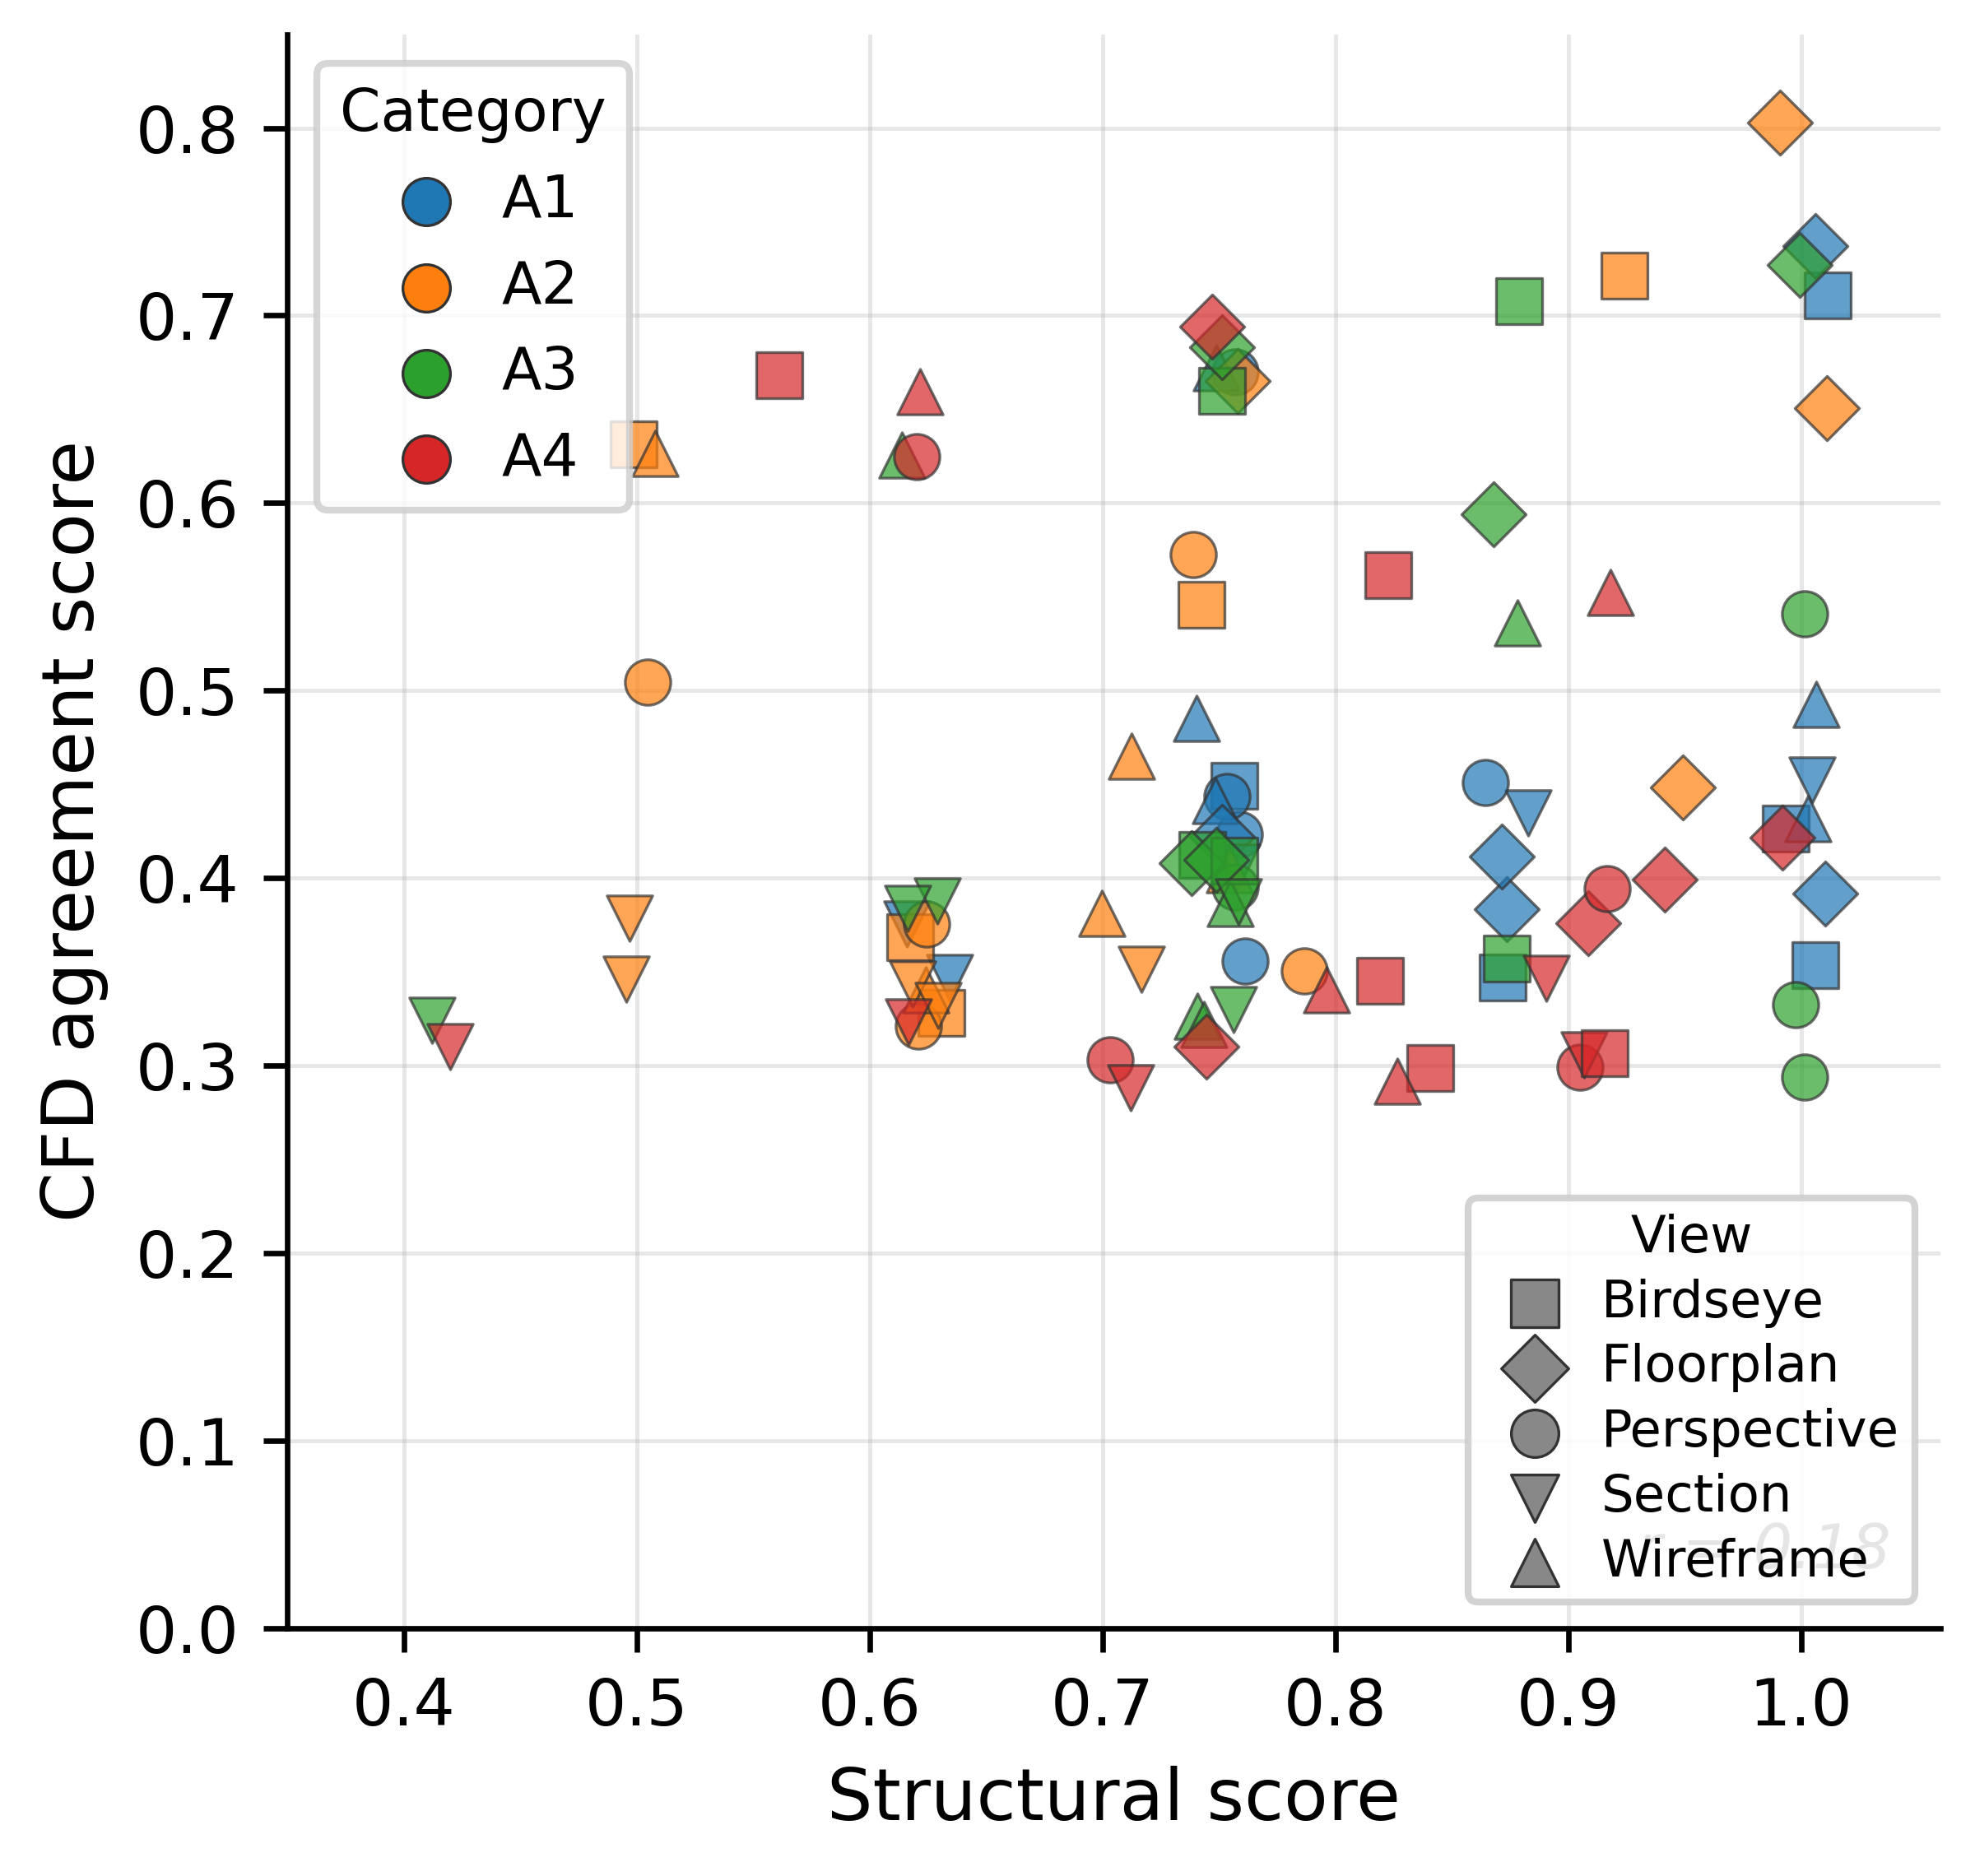 Category
A1
A2
A3
A4
0.8
0.7
0.6
0.5
0.4
0.3
0.2
0.1
0.0
CFD agreement score
View
Birdseye
Floorplan
Perspective
Section
Wireframe
= 0.18
0.4 0.5 0.6 0.7 0.8 0.9 1.0
Structural score